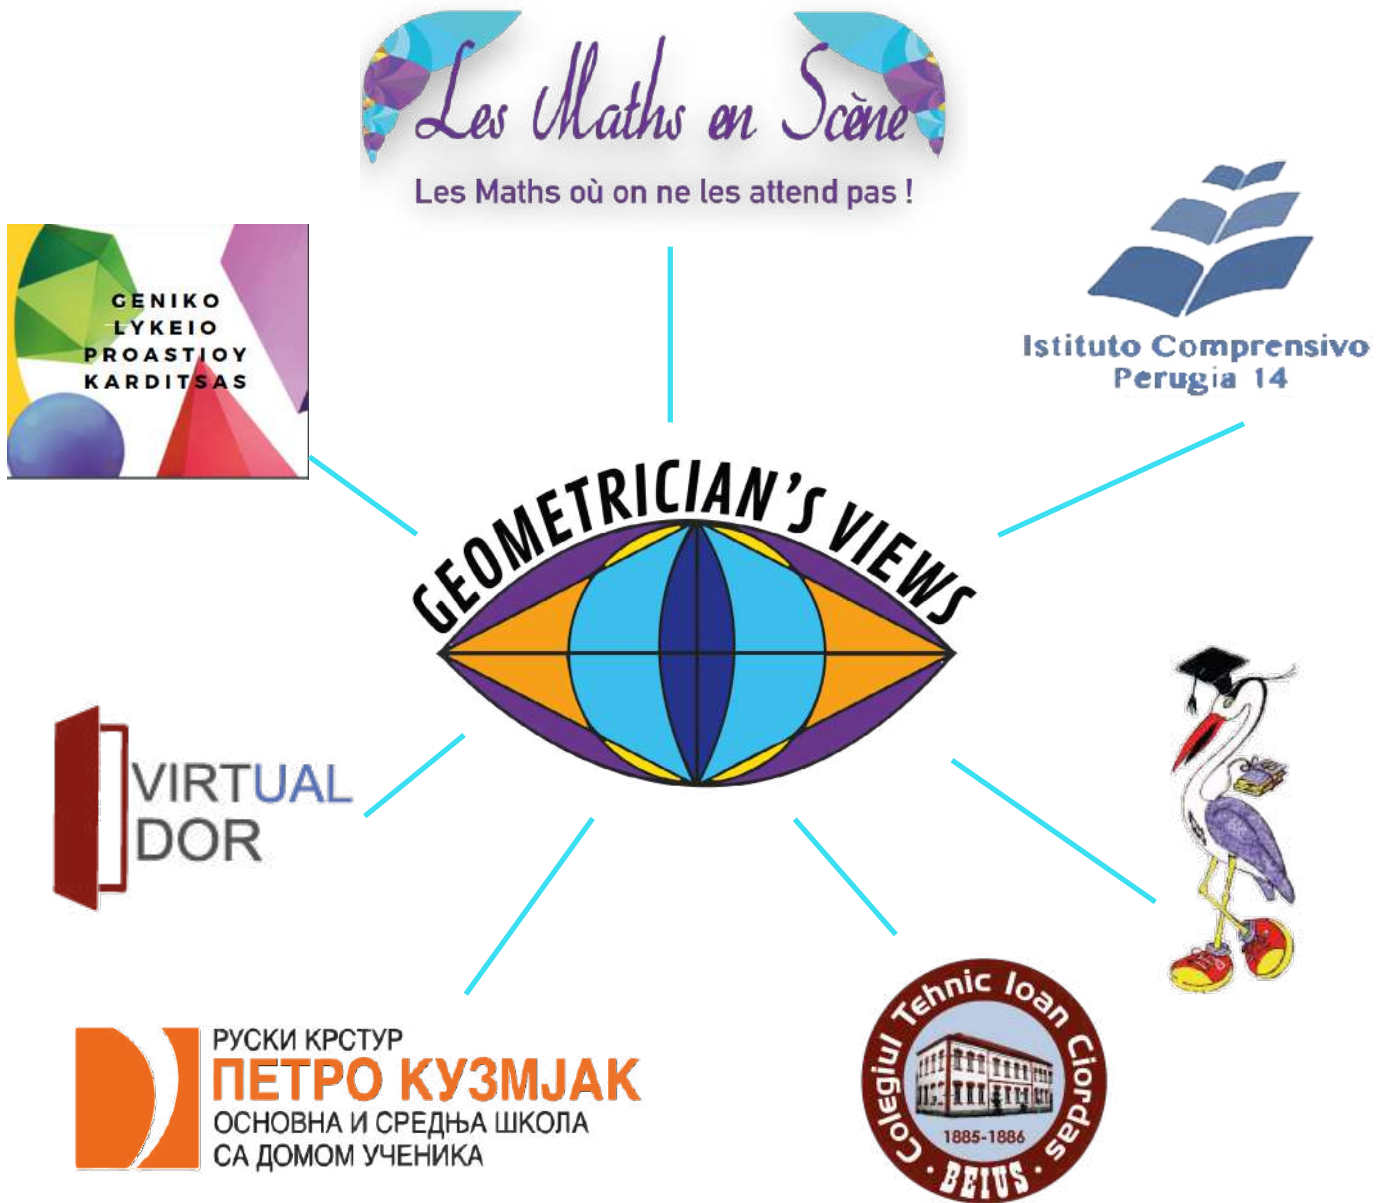 Les Maths en Scène
Les Maths où on ne les attend pas !
GENIKO
LYKEIO
PROASTIOY
KARDITSAS
Istituto Comprensivo
Perugia 14
GEOMETRICIAN'S VIEWS
VIRTUAL
DOR
РУСКИ КРСТУР
ПЕТРО КУЗМЈАК
ОСНОВНА И СРЕДЊА ШКОЛА
СА ДОМОМ УЧЕНИКА
Colegiul Tehnic Ioan Ciordas
1885-1886
· BEIUS ·